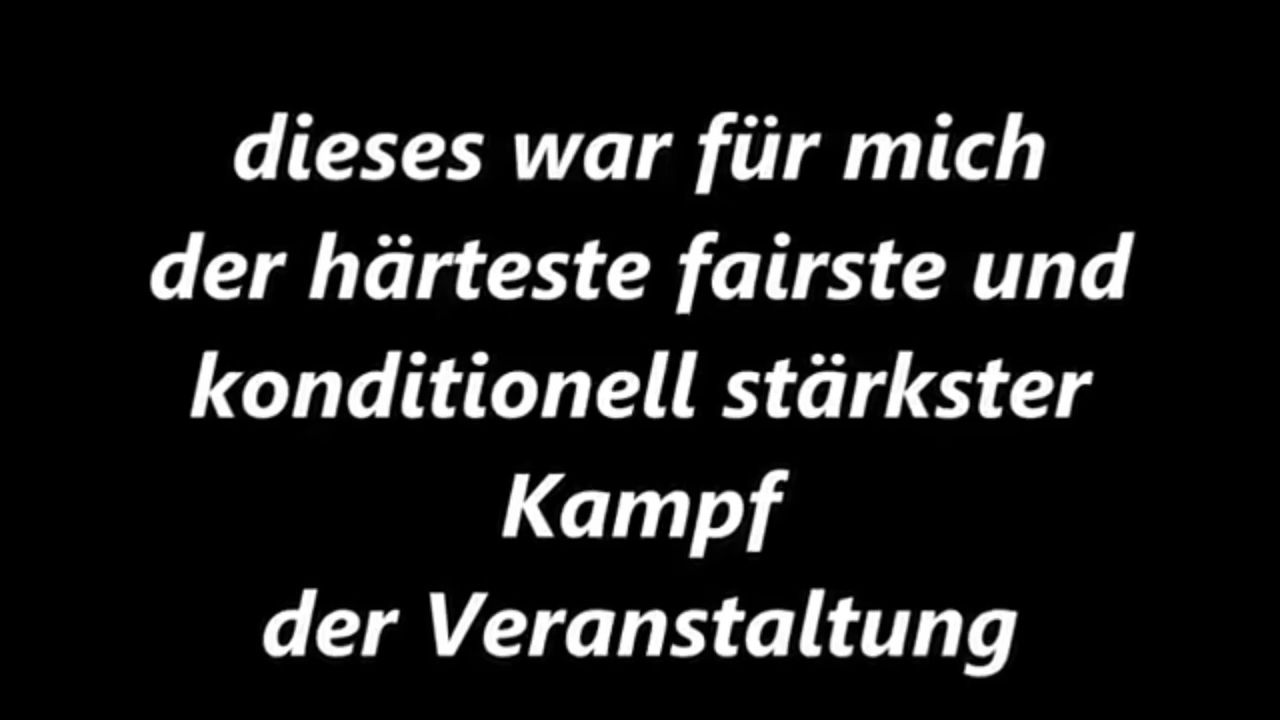 dieses war für mich
der härteste fairste und
konditionell stärkster
Kampf
der Veranstaltung